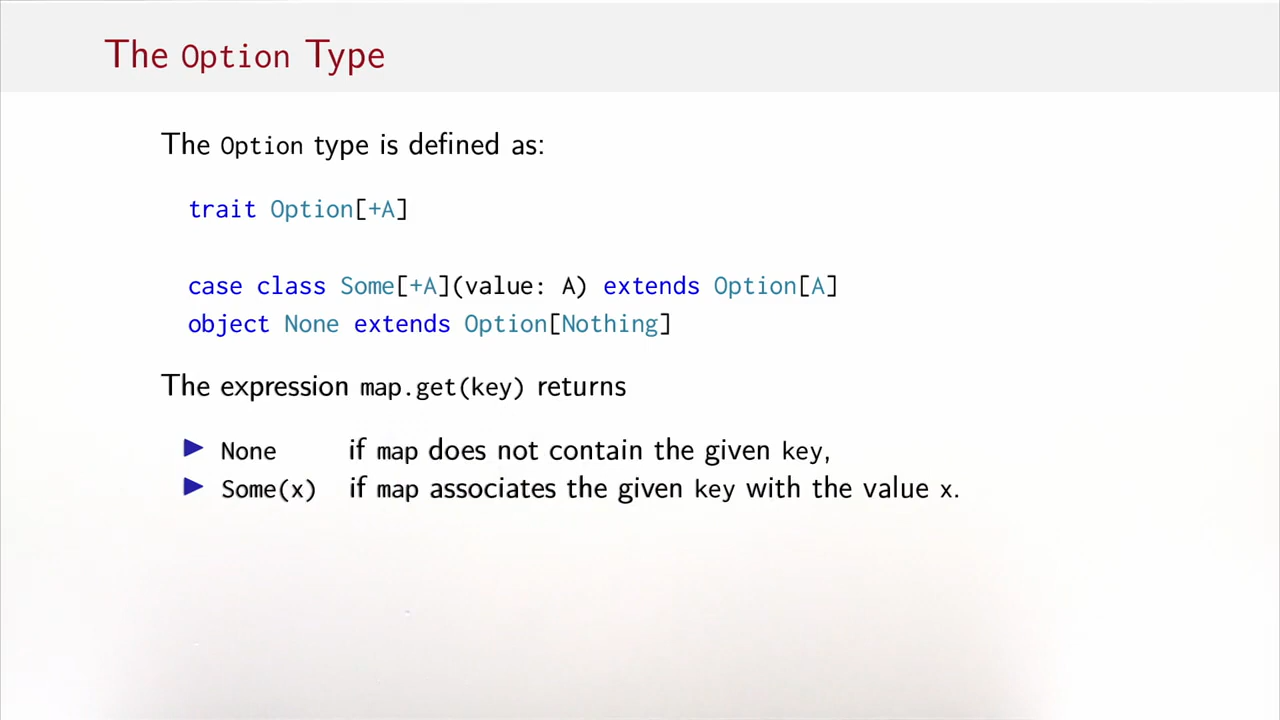 The Option Type
The Option type is defined as:
trait Option[+A]
case class Some[+A](value: A) extends Option[A]
object None extends Option[Nothing]
The expression map.get(key) returns
▶ None if map does not contain the given key,
▶ Some(x) if map associates the given key with the value x.